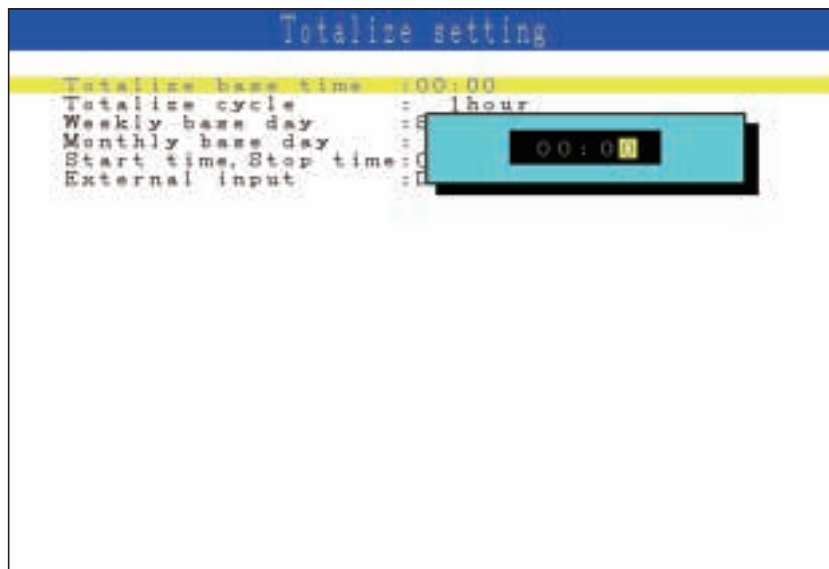 Totalize setting
Totalize base time :00:00
Totalize cycle : 1hour
Weekly base day :
Monthly base day :
Start time, Stop time:
External input :
00:00